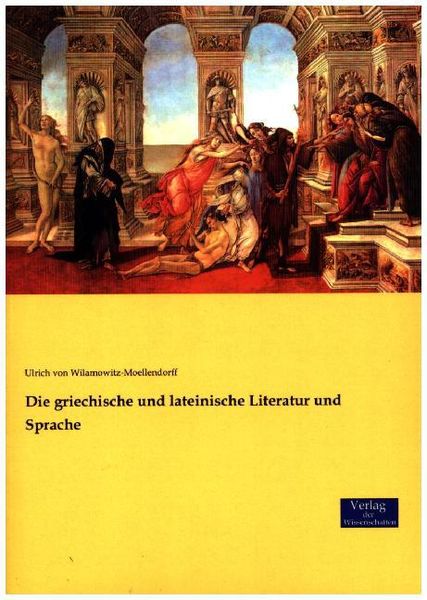 Ulrich von Wilamowitz-Moellendorff
Die griechische und lateinische Literatur und
Sprache
Verlag
der
Wissenschaften